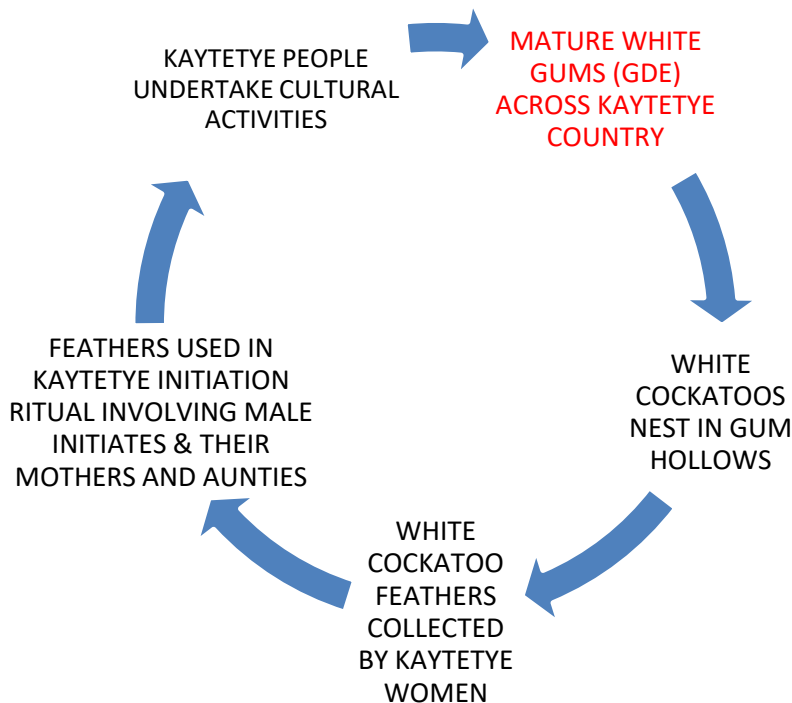 KAYTETYE PEOPLE
UNDERTAKE CULTURAL
ACTIVITIES
MATURE WHITE
GUMS (GDE)
ACROSS KAYTETYE
COUNTRY
WHITE
COCKATOOS
NEST IN GUM
HOLLOWS
WHITE
COCKATOO
FEATHERS
COLLECTED
BY KAYTETYE
WOMEN
FEATHERS USED IN
KAYTETYE INITIATION
RITUAL INVOLVING MALE
INITIATES & THEIR
MOTHERS AND AUNTIES